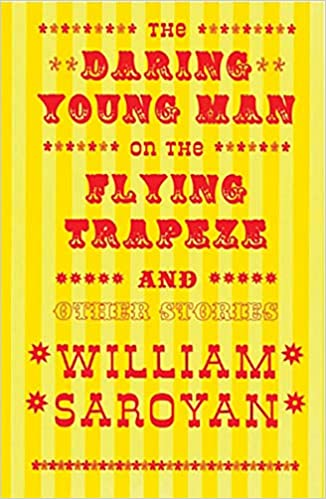 THE
DARING
YOUNG MAN
ON THE
FLYING
TRAPEZE
AND
OTHER STORIES
WILLIAM
SAROYAN